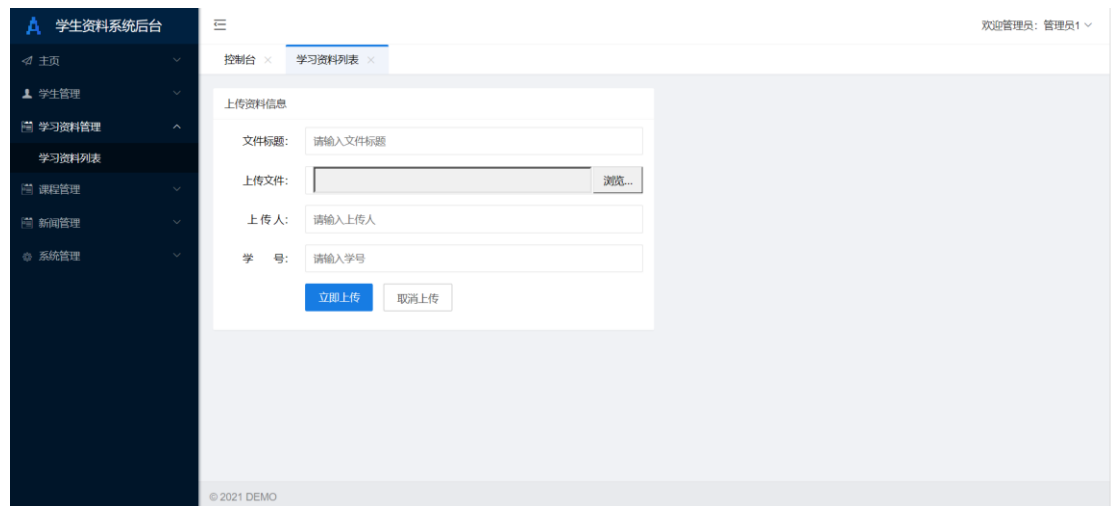 学生资料系统后台
欢迎管理员：管理员1
主页
学生管理
学习资料管理
学习资料列表
课程管理
新闻管理
系统管理
控制台
学习资料列表
上传资料信息
文件标题: 请输入文件标题
上传文件: 浏览...
上 传 人: 请输入上传人
学 号: 请输入学号
立即上传 取消上传
© 2021 DEMO